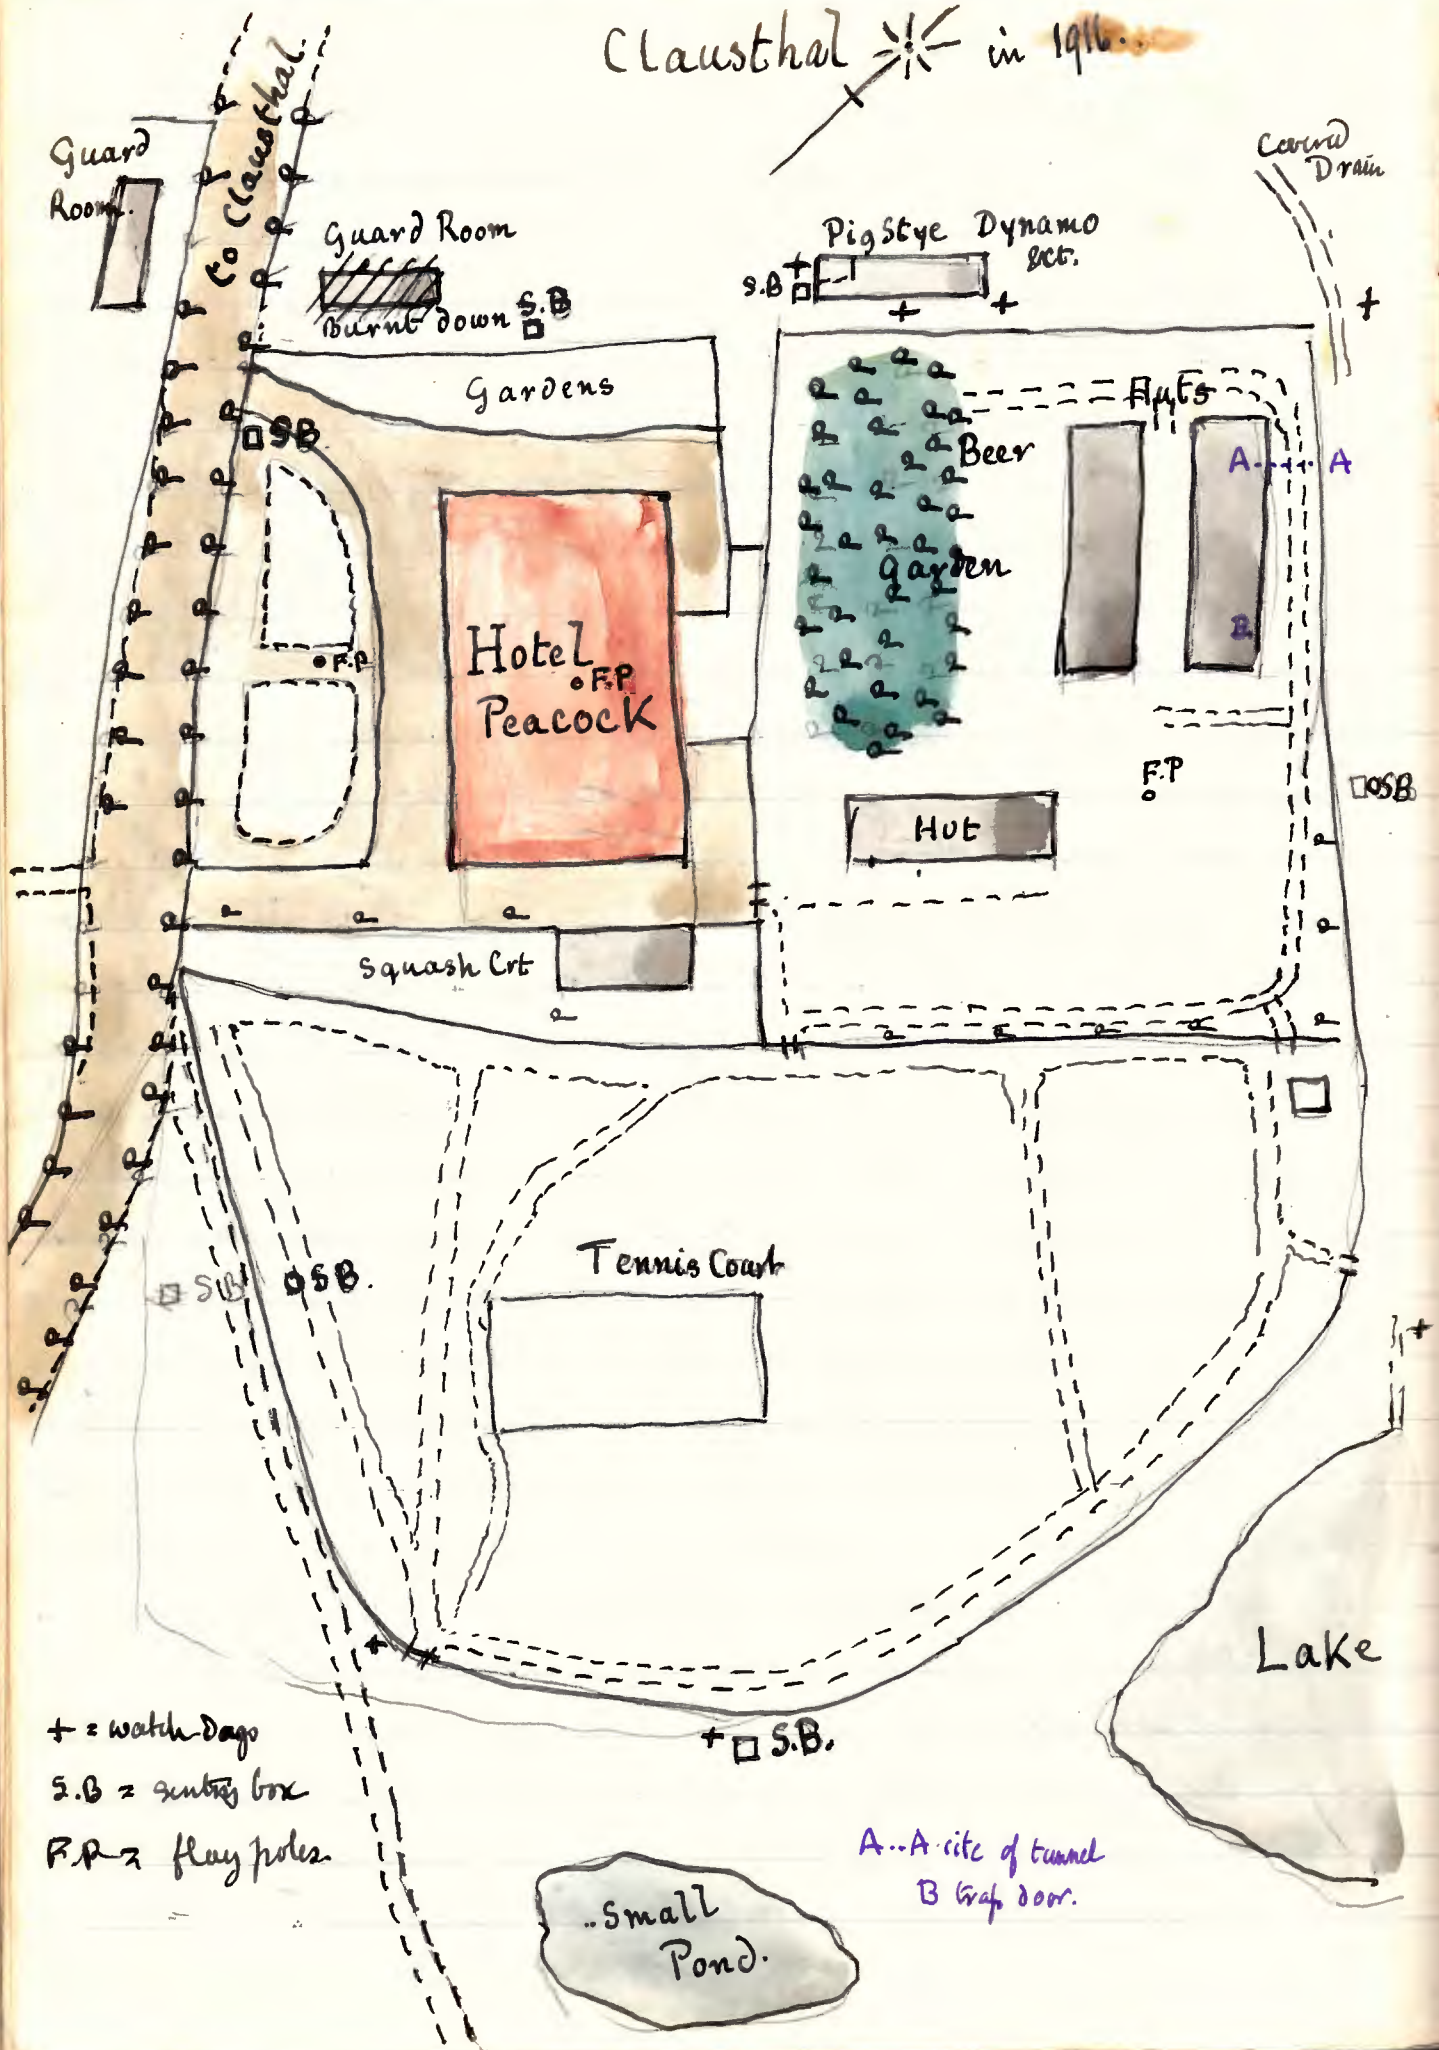 Clausthal in 1916.
To Clausthal.
Guard
Room.
Guard Room
Burnt down
S.B
Pig Stye Dynamo
&ct.
S.B
Covered
Drain
Gardens
SB
Huts
Beer
Garden
A A
B
Hotel
F.P
Peacock
F.P
F.P
SB
Hut
Squash Crt
S B
S B.
Tennis Court
Lake
+ = watch-Dogs
S.B = sentry box
F.P = flag poles
S.B.
A..A site of tunnel
B trap door.
Small
Pond.